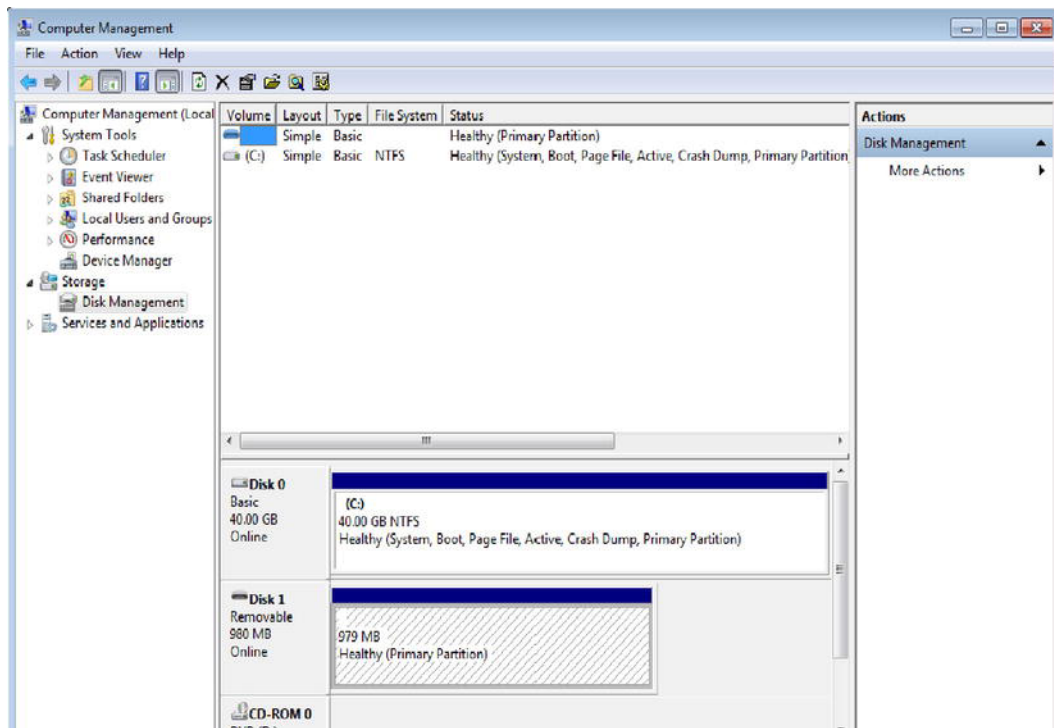 Computer Management
File Action View Help
Computer Management (Local
System Tools
Task Scheduler
Event Viewer
Shared Folders
Local Users and Groups
Performance
Device Manager
Storage
Disk Management
Services and Applications
Volume Layout Type File System Status
Simple Basic Healthy (Primary Partition)
(C:) Simple Basic NTFS Healthy (System, Boot, Page File, Active, Crash Dump, Primary Partition
Disk 0
Basic
40.00 GB
Online
(C:)
40.00 GB NTFS
Healthy (System, Boot, Page File, Active, Crash Dump, Primary Partition)
Disk 1
Removable
980 MB
Online
979 MB
Healthy (Primary Partition)
CD-ROM 0
Actions
Disk Management
More Actions